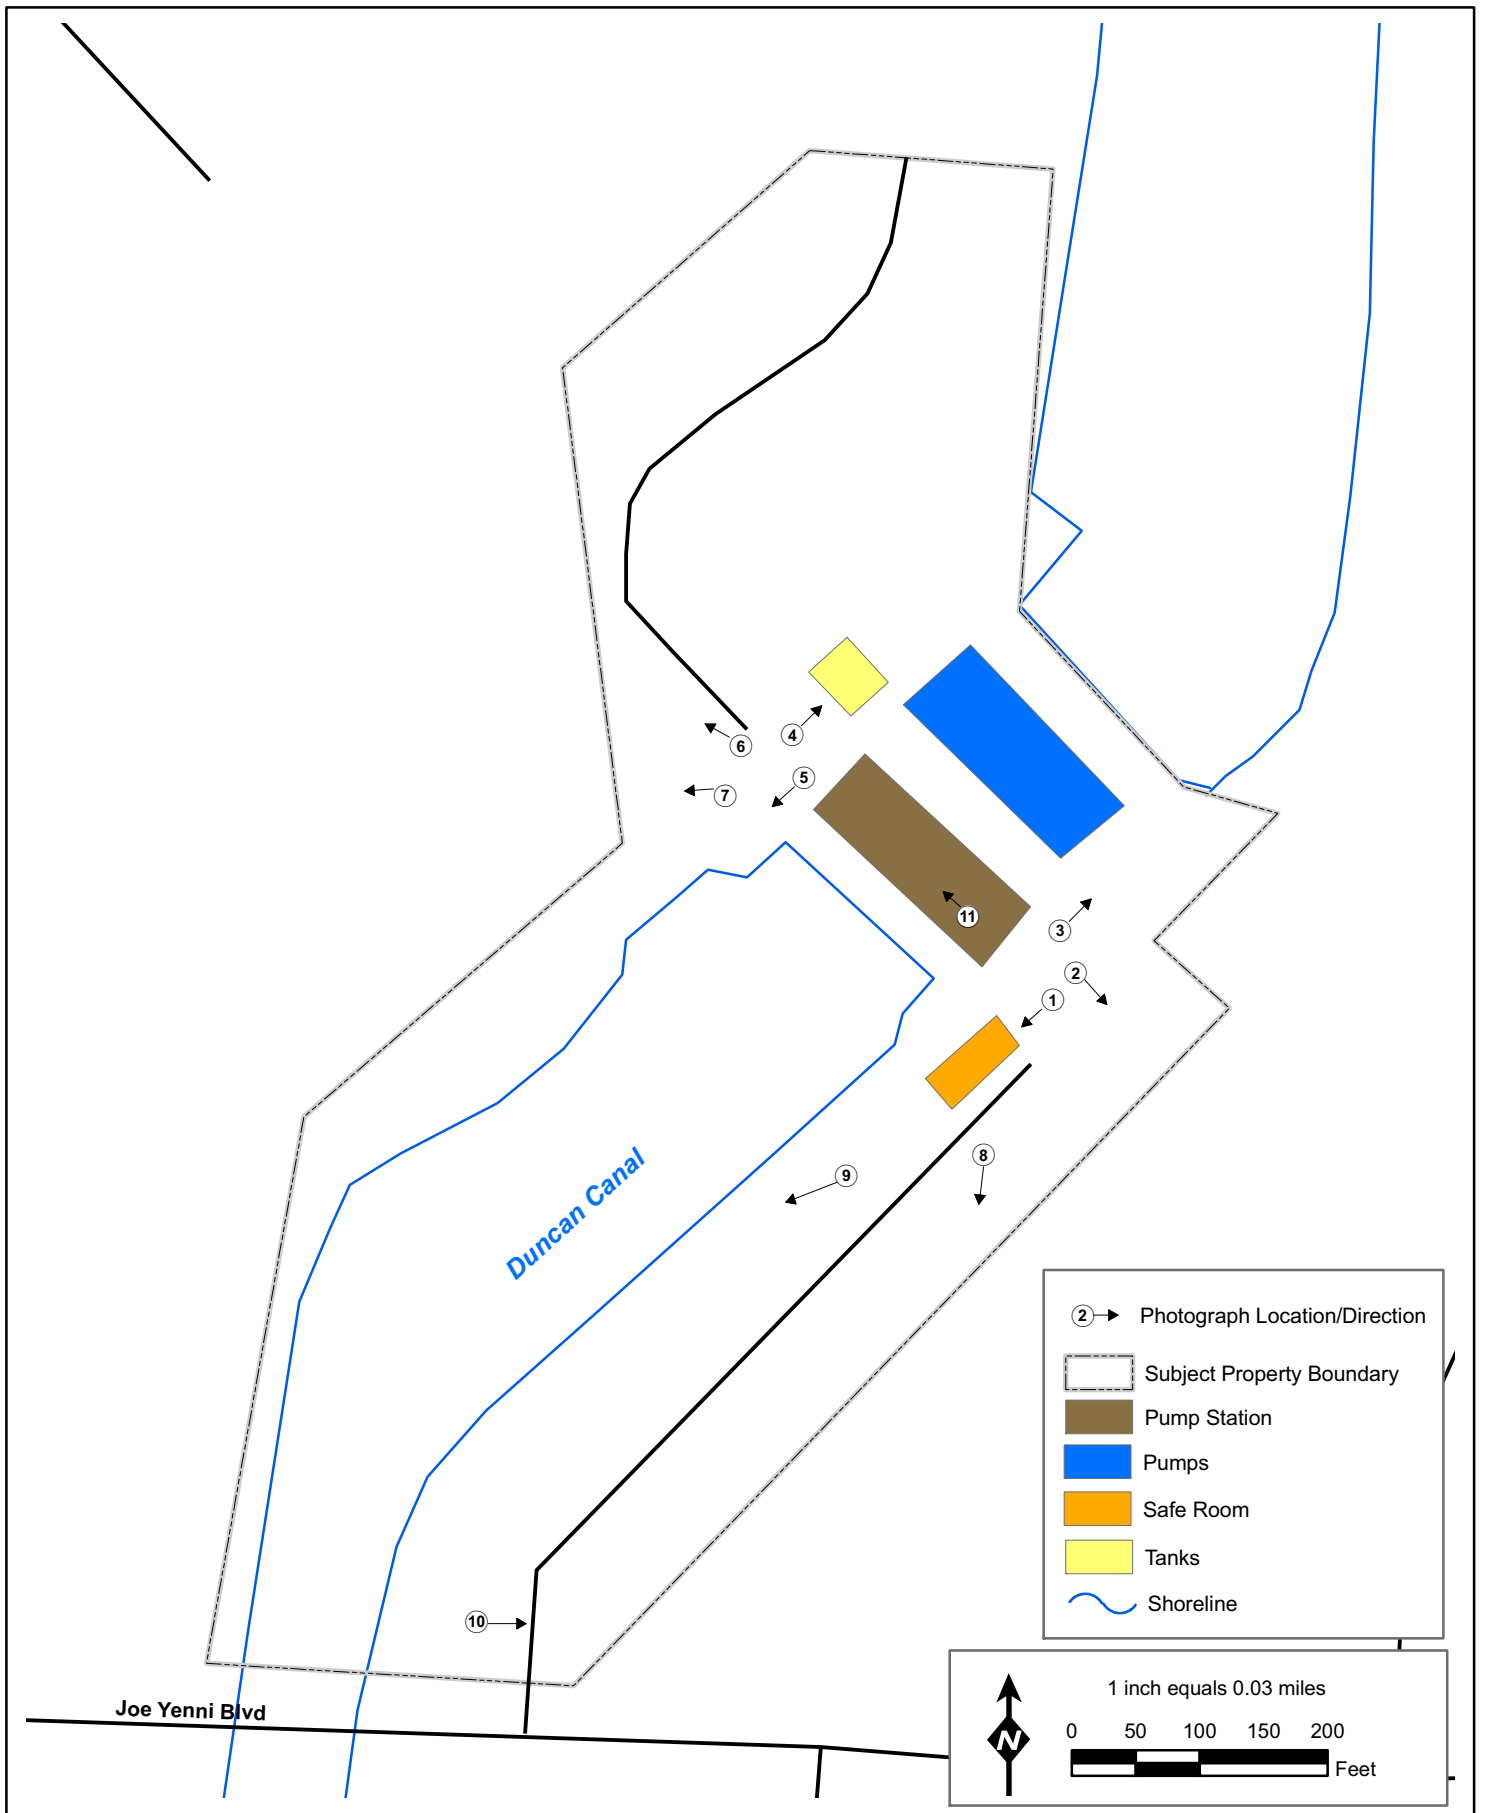 6
4
5
7
11
3
2
1
8
9
Duncan Canal
2 Photograph Location/Direction
Subject Property Boundary
Pump Station
Pumps
Safe Room
Tanks
Shoreline
10
Joe Yenni Blvd
1 inch equals 0.03 miles
0 50 100 150 200
Feet
N